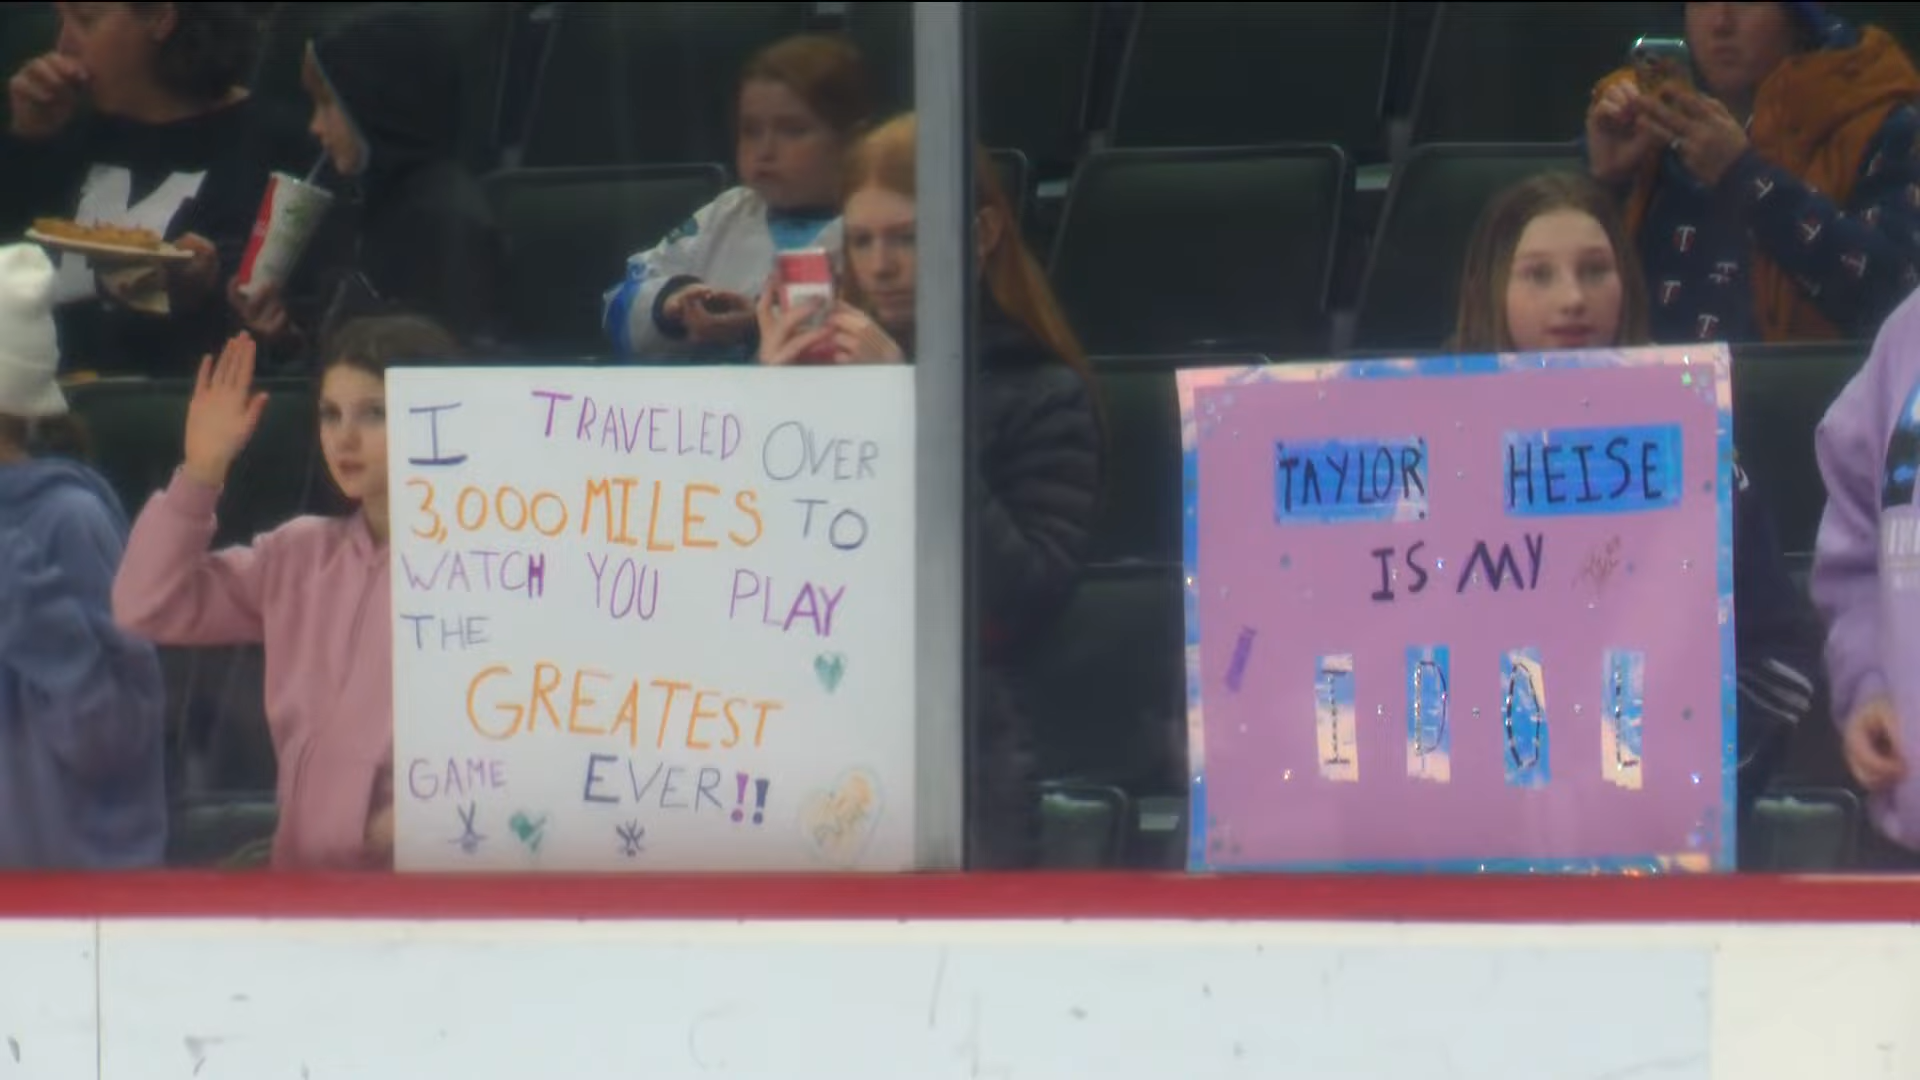 I TRAVELED OVER
3,000 MILES TO
WATCH YOU PLAY
THE
GREATEST
GAME EVER!!
TAYLOR HEISE
IS MY
IDOL
M